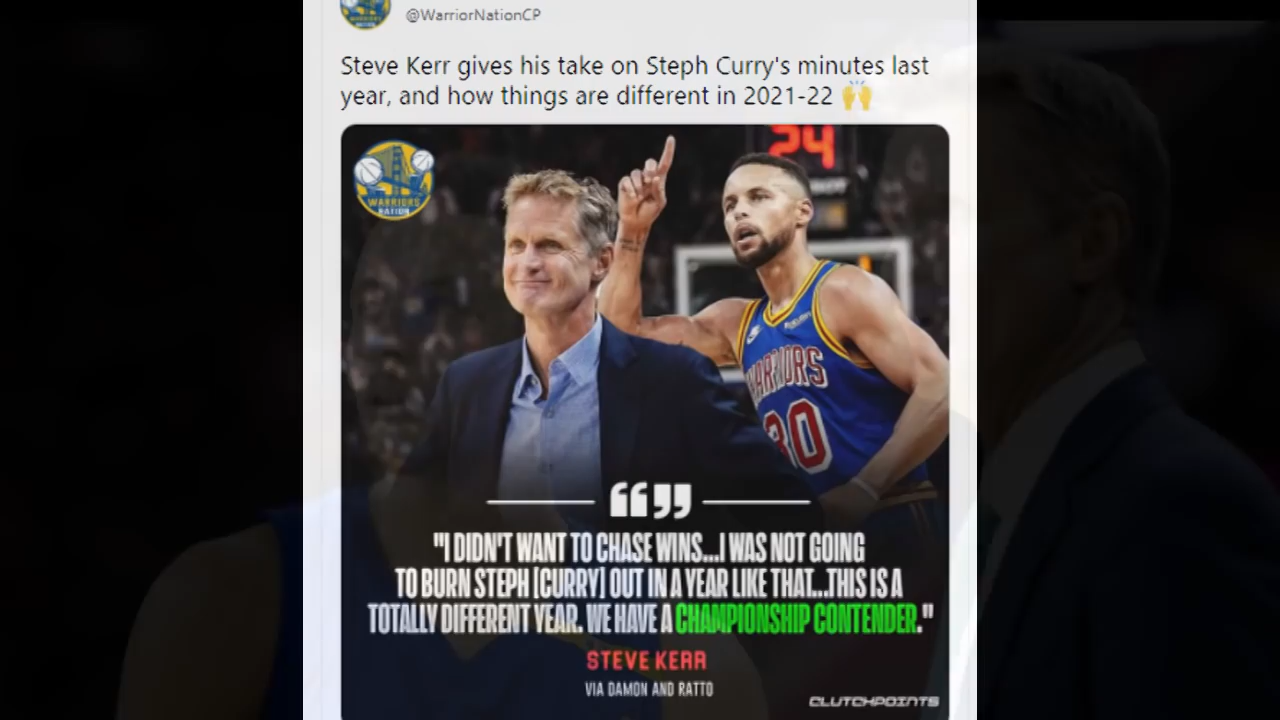 @WarriorNationCP
Steve Kerr gives his take on Steph Curry's minutes last
year, and how things are different in 2021-22 🙌
24
WARRIORS
NATION
WARRIORS
30
"I DIDN'T WANT TO CHASE WINS...I WAS NOT GOING
TO BURN STEPH [CURRY] OUT IN A YEAR LIKE THAT...THIS IS A
TOTALLY DIFFERENT YEAR. WE HAVE A CHAMPIONSHIP CONTENDER."
STEVE KERR
VIA DAMON AND RATTO
CLUTCHPOINTS